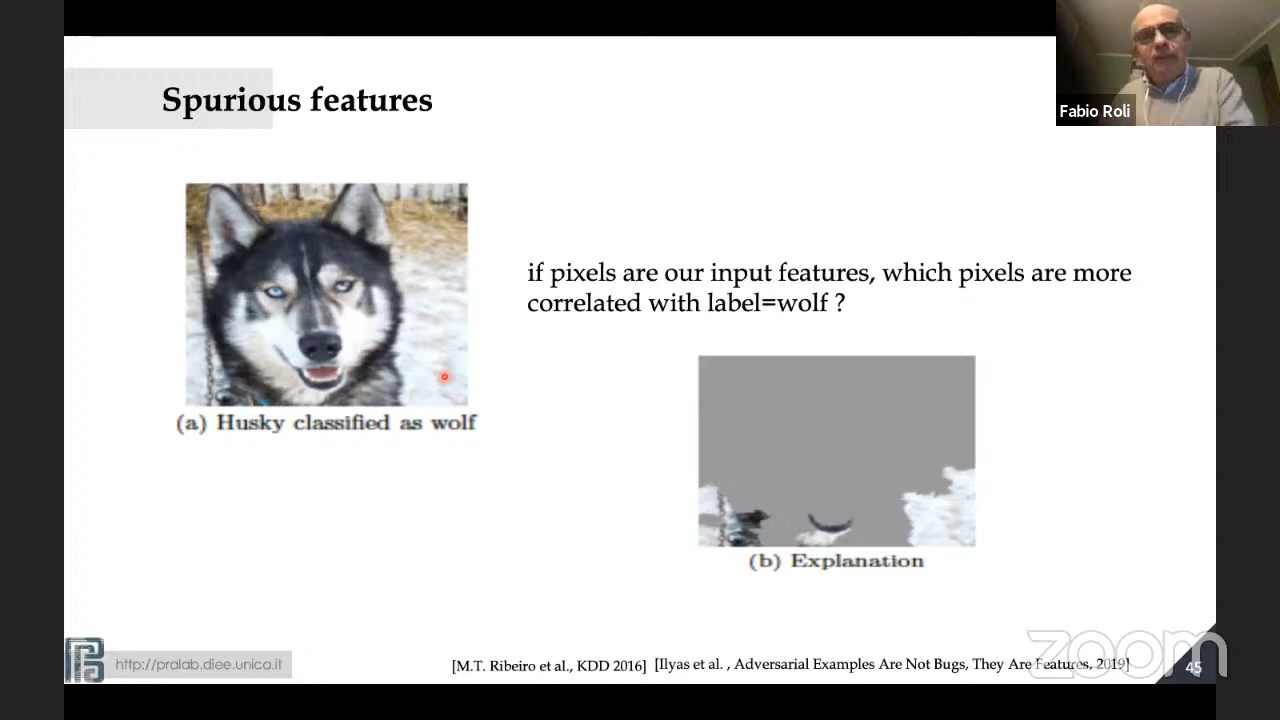 Spurious features
Fabio Roli
if pixels are our input features, which pixels are more
correlated with label=wolf ?
(a) Husky classified as wolf
(b) Explanation
http://pralab.diee.unica.it
[M.T. Ribeiro et al., KDD 2016] [Ilyas et al. , Adversarial Examples Are Not Bugs, They Are Features, 2019]
zoom
45